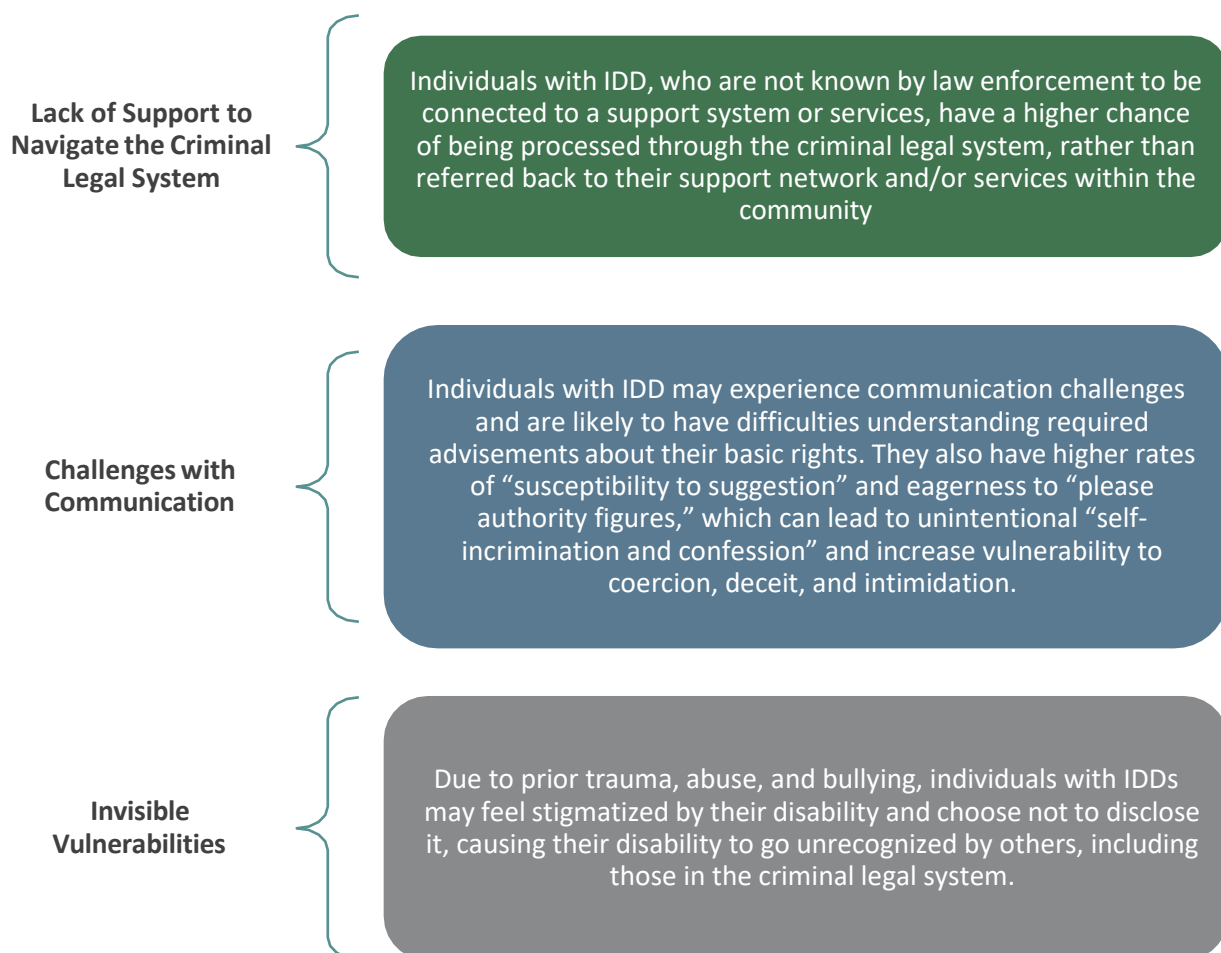 Lack of Support to
Navigate the Criminal
Legal System
Individuals with IDD, who are not known by law enforcement to be
connected to a support system or services, have a higher chance
of being processed through the criminal legal system, rather than
referred back to their support network and/or services within the
community
Challenges with
Communication
Individuals with IDD may experience communication challenges
and are likely to have difficulties understanding required
advisements about their basic rights. They also have higher rates
of “susceptibility to suggestion” and eagerness to “please
authority figures,” which can lead to unintentional “self-
incrimination and confession” and increase vulnerability to
coercion, deceit, and intimidation.
Invisible
Vulnerabilities
Due to prior trauma, abuse, and bullying, individuals with IDDs
may feel stigmatized by their disability and choose not to disclose
it, causing their disability to go unrecognized by others, including
those in the criminal legal system.